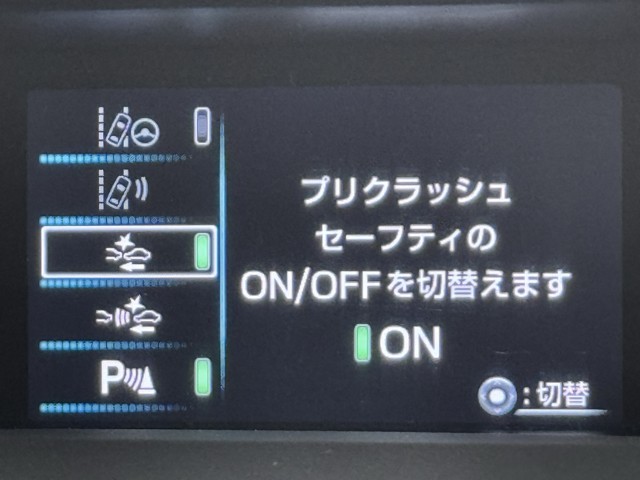 プリクラッシュ
セーフティの
ON/OFFを切替えます
ON
P
:切替